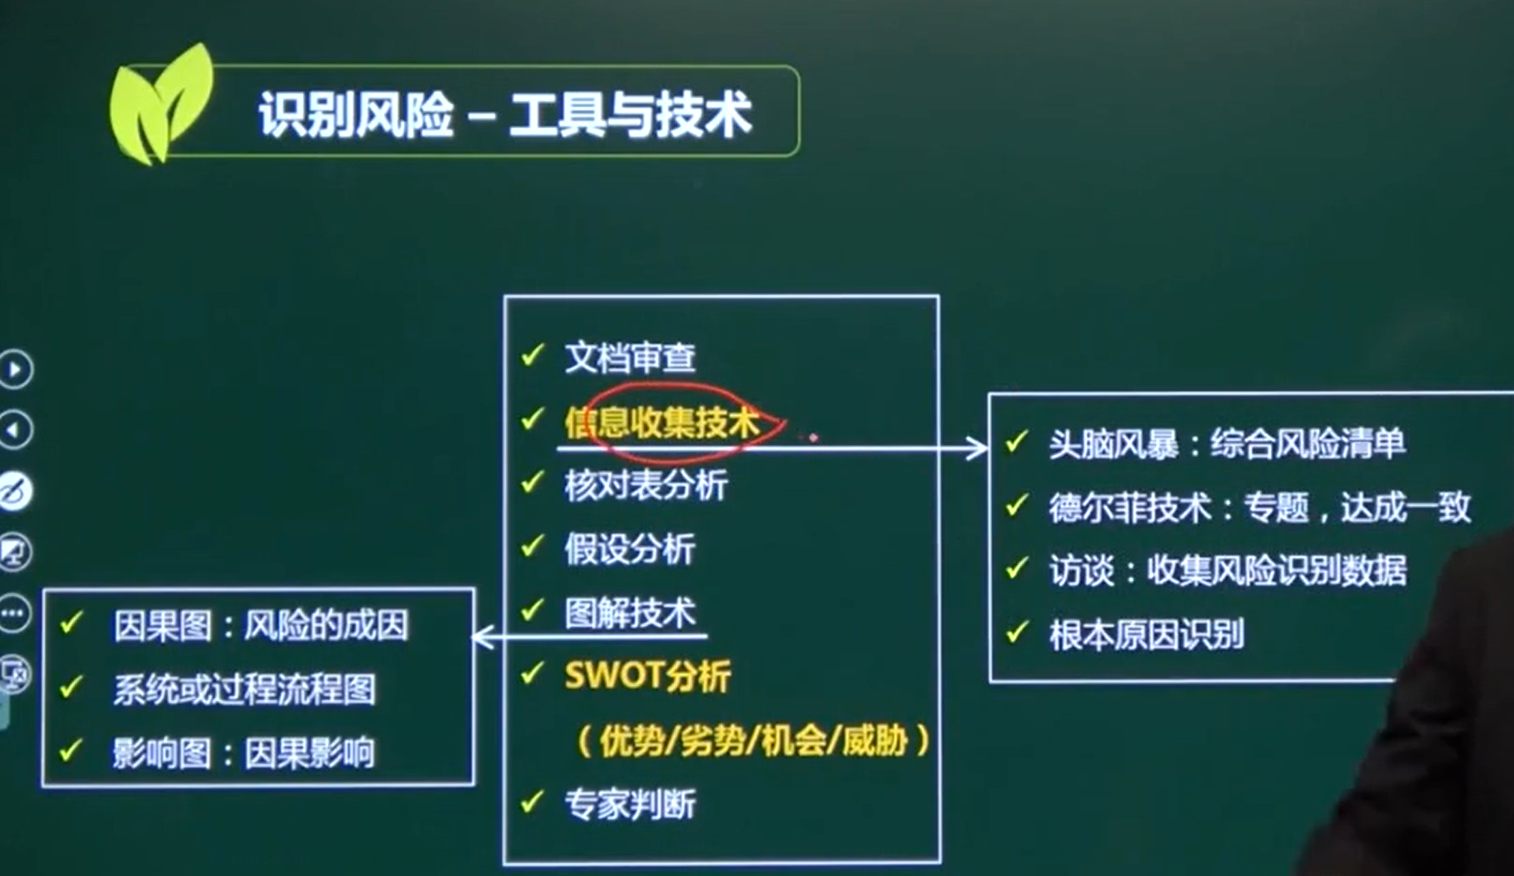 识别风险 – 工具与技术
文档审查
信息收集技术
核对表分析
假设分析
图解技术
SWOT分析
（优势/劣势/机会/威胁）
专家判断
头脑风暴：综合风险清单
德尔菲技术：专题，达成一致
访谈：收集风险识别数据
根本原因识别
因果图：风险的成因
系统或过程流程图
影响图：因果影响